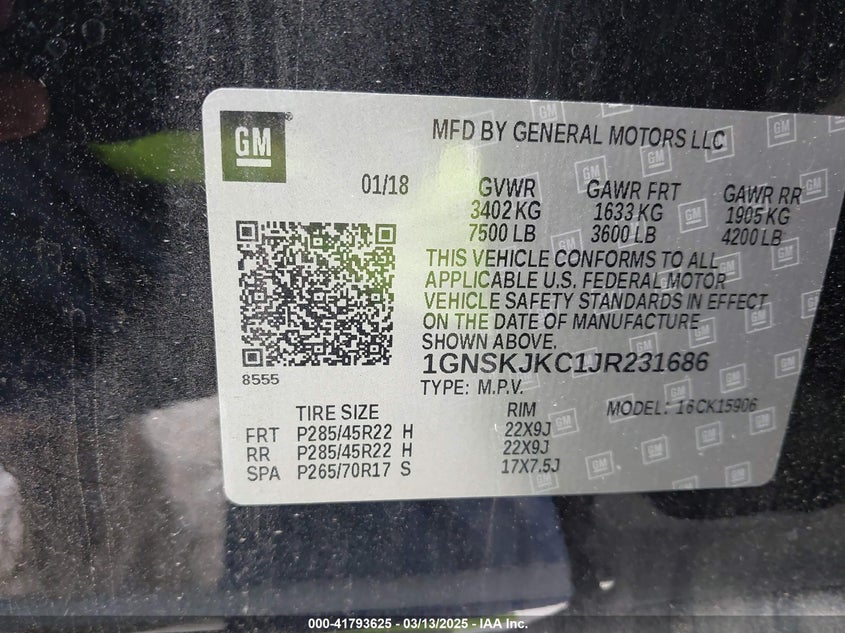 GM
MFD BY GENERAL MOTORS LLC
01/18
GVWR GAWR FRT GAWR RR
3402 KG 1633 KG 1905 KG
7500 LB 3600 LB 4200 LB
THIS VEHICLE CONFORMS TO ALL
APPLICABLE U.S. FEDERAL MOTOR
VEHICLE SAFETY STANDARDS IN EFFECT
ON THE DATE OF MANUFACTURE
SHOWN ABOVE.
1GNSKJKC1JR231686
8555
TYPE: M.P.V.
MODEL: 16CK15906
TIRE SIZE RIM
FRT P285/45R22 H 22X9J
RR P285/45R22 H 22X9J
SPA P265/70R17 S 17X7.5J
000-41793625 - 03/13/2025 - IAA Inc.